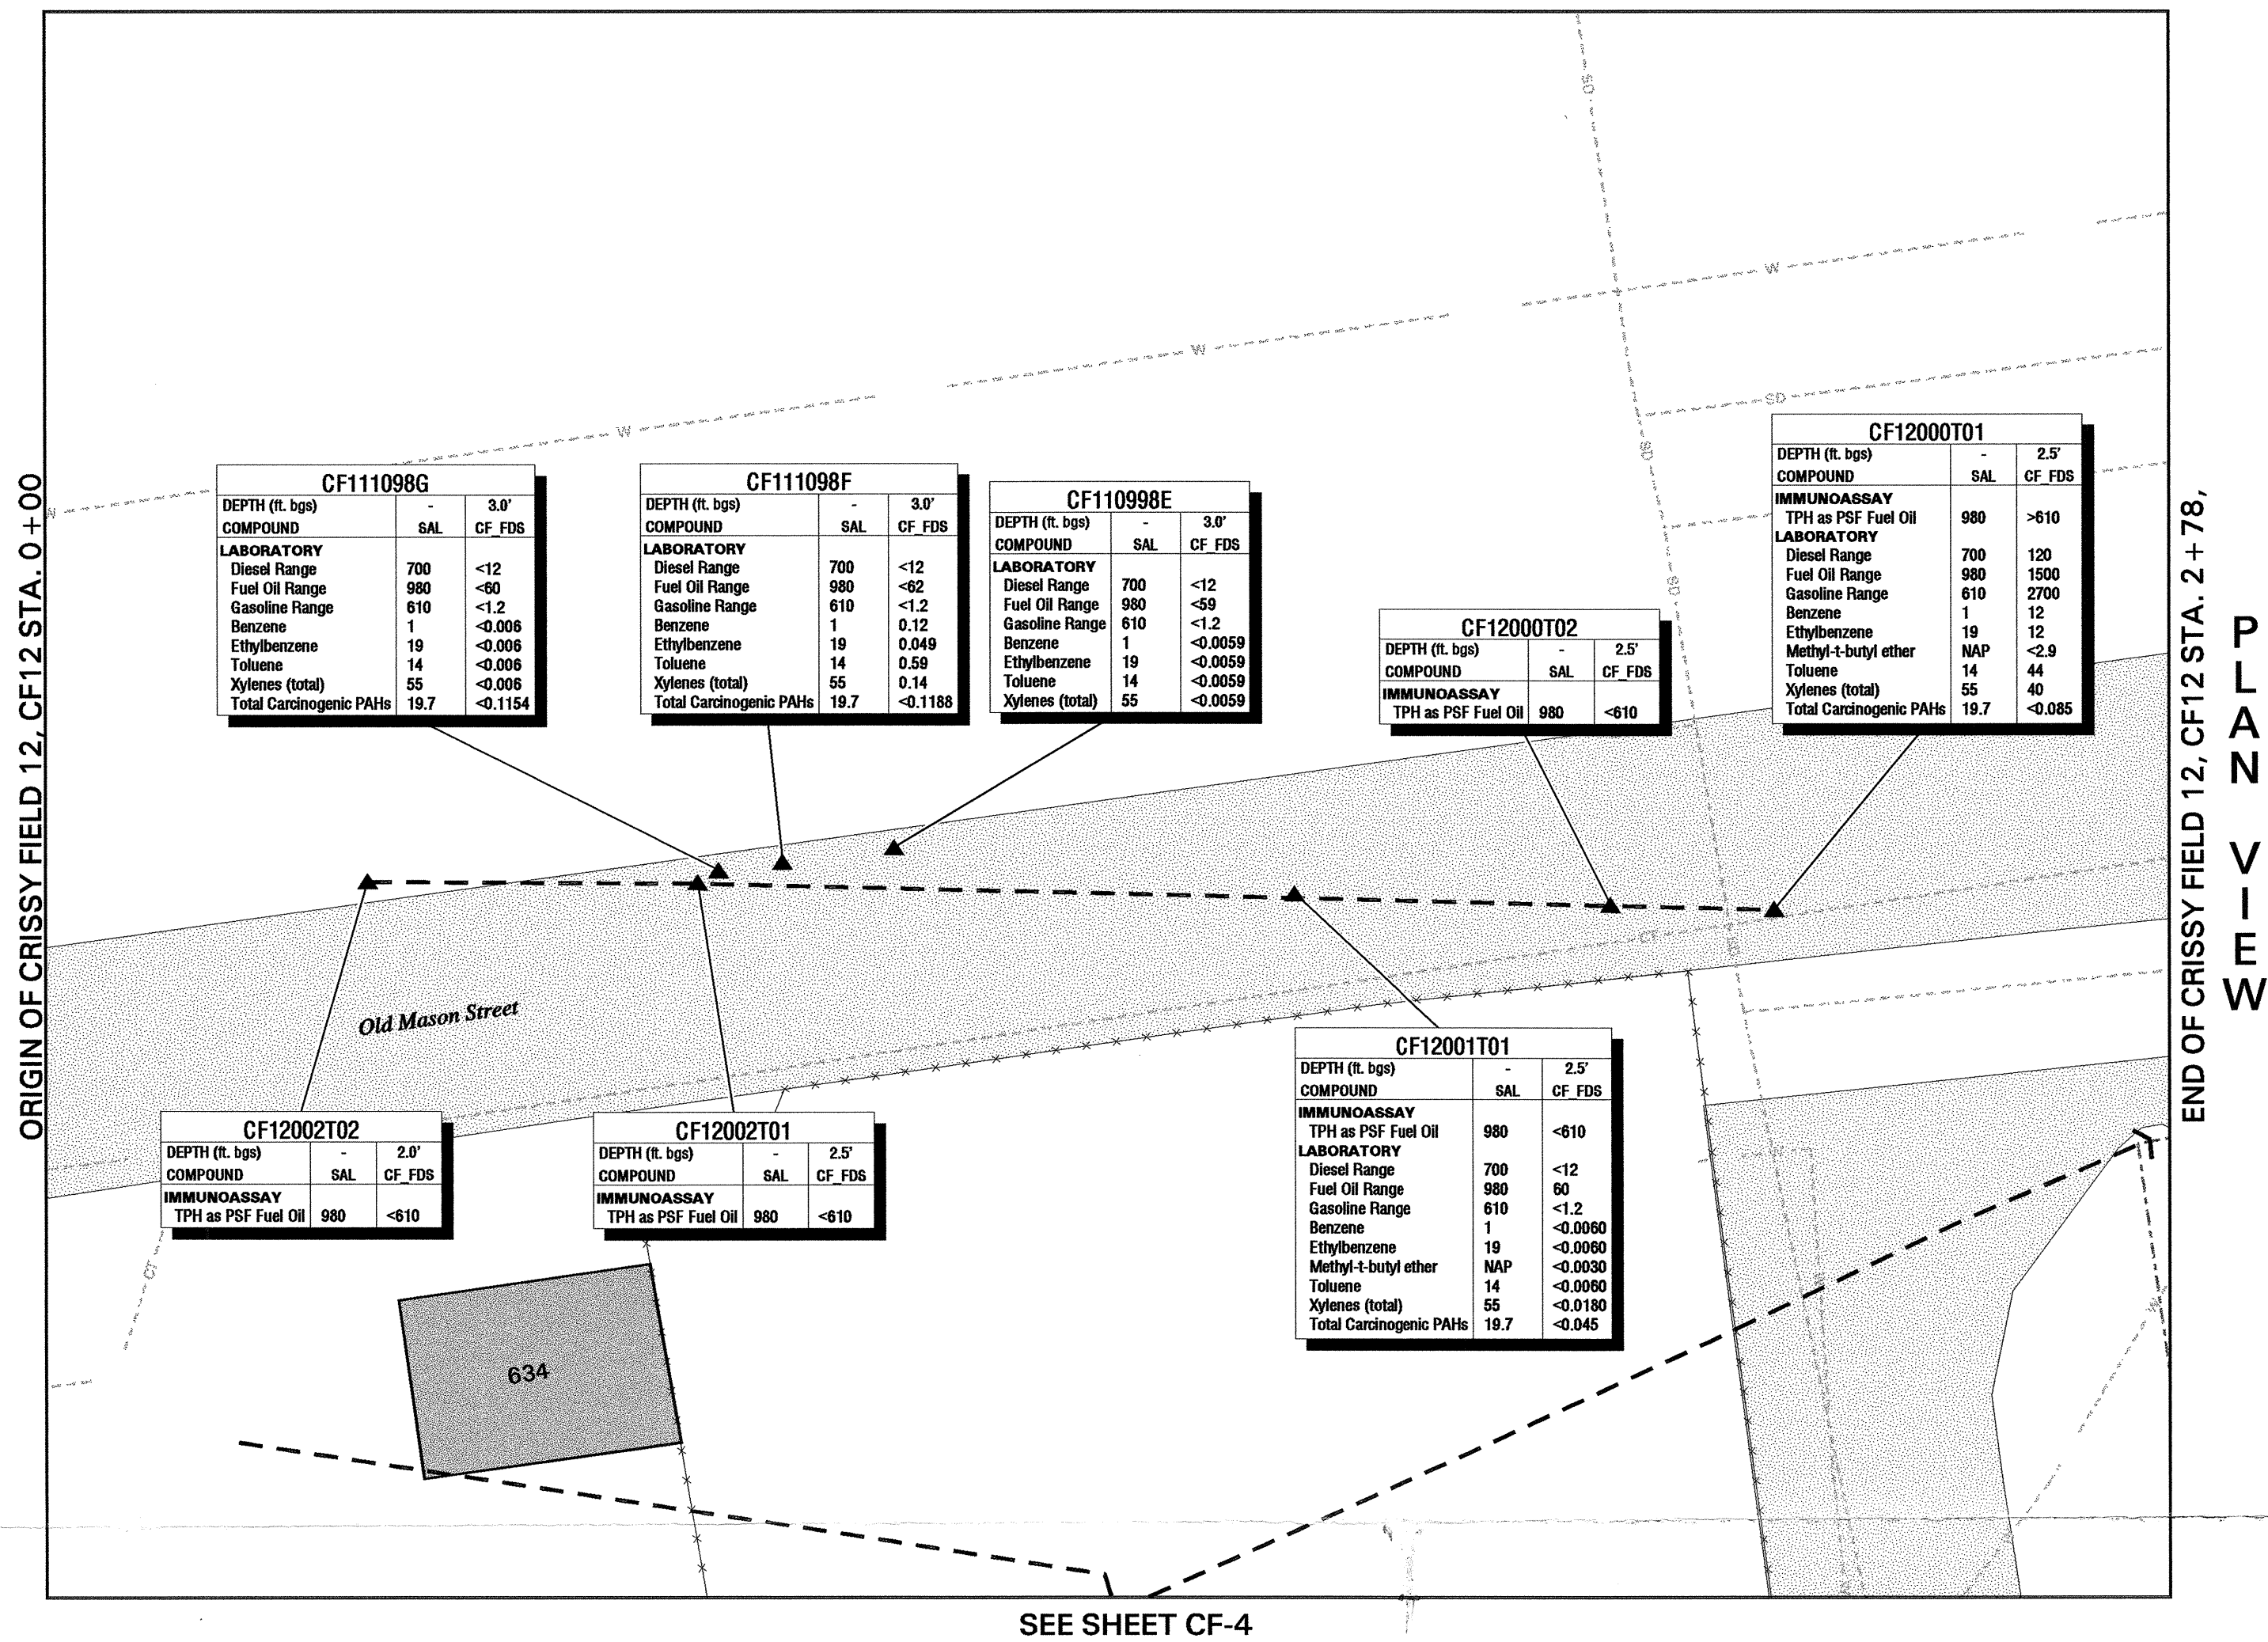 ORIGIN OF CRISSY FIELD 12, CF12 STA. 0+00
SD
W
W
W
W
SD
SD
SD
CF111098G
DEPTH (ft. bgs) - 3.0'
COMPOUND SAL CF_FDS
LABORATORY
Diesel Range 700 <12
Fuel Oil Range 980 <60
Gasoline Range 610 <1.2
Benzene 1 <0.006
Ethylbenzene 19 <0.006
Toluene 14 <0.006
Xylenes (total) 55 <0.006
Total Carcinogenic PAHs 19.7 <0.1154
CF111098F
DEPTH (ft. bgs) - 3.0'
COMPOUND SAL CF_FDS
LABORATORY
Diesel Range 700 <12
Fuel Oil Range 980 <62
Gasoline Range 610 <1.2
Benzene 1 0.12
Ethylbenzene 19 0.049
Toluene 14 0.59
Xylenes (total) 55 0.14
Total Carcinogenic PAHs 19.7 <0.1188
CF110998E
DEPTH (ft. bgs) - 3.0'
COMPOUND SAL CF_FDS
LABORATORY
Diesel Range 700 <12
Fuel Oil Range 980 <59
Gasoline Range 610 <1.2
Benzene 1 <0.0059
Ethylbenzene 19 <0.0059
Toluene 14 <0.0059
Xylenes (total) 55 <0.0059
CF12000T02
DEPTH (ft. bgs) - 2.5'
COMPOUND SAL CF_FDS
IMMUNOASSAY
TPH as PSF Fuel Oil 980 <610
CF12000T01
DEPTH (ft. bgs) - 2.5'
COMPOUND SAL CF_FDS
IMMUNOASSAY
TPH as PSF Fuel Oil 980 >610
LABORATORY
Diesel Range 700 120
Fuel Oil Range 980 1500
Gasoline Range 610 2700
Benzene 1 12
Ethylbenzene 19 12
Methyl-t-butyl ether NAP <2.9
Toluene 14 44
Xylenes (total) 55 40
Total Carcinogenic PAHs 19.7 <0.085
END OF CRISSY FIELD 12, CF12 STA. 2+78,
PLAN VIEW
CT
Old Mason Street
CF12002T02
DEPTH (ft. bgs) - 2.0'
COMPOUND SAL CF_FDS
IMMUNOASSAY
TPH as PSF Fuel Oil 980 <610
CF12002T01
DEPTH (ft. bgs) - 2.5'
COMPOUND SAL CF_FDS
IMMUNOASSAY
TPH as PSF Fuel Oil 980 <610
CF12001T01
DEPTH (ft. bgs) - 2.5'
COMPOUND SAL CF_FDS
IMMUNOASSAY
TPH as PSF Fuel Oil 980 <610
LABORATORY
Diesel Range 700 <12
Fuel Oil Range 980 60
Gasoline Range 610 <1.2
Benzene 1 <0.0060
Ethylbenzene 19 <0.0060
Methyl-t-butyl ether NAP <0.0030
Toluene 14 <0.0060
Xylenes (total) 55 <0.0180
Total Carcinogenic PAHs 19.7 <0.045
CT
634
SEE SHEET CF-4